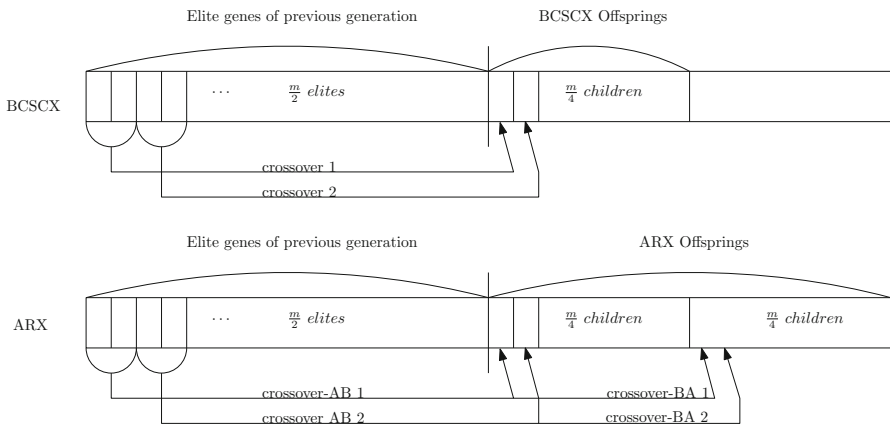 Elite genes of previous generation
BCSCX Offsprings
BCSCX
⋯
m/2 elites
m/4 children
crossover 1
crossover 2
Elite genes of previous generation
ARX Offsprings
ARX
⋯
m/2 elites
m/4 children
m/4 children
crossover-AB 1
crossover-BA 1
crossover AB 2
crossover-BA 2